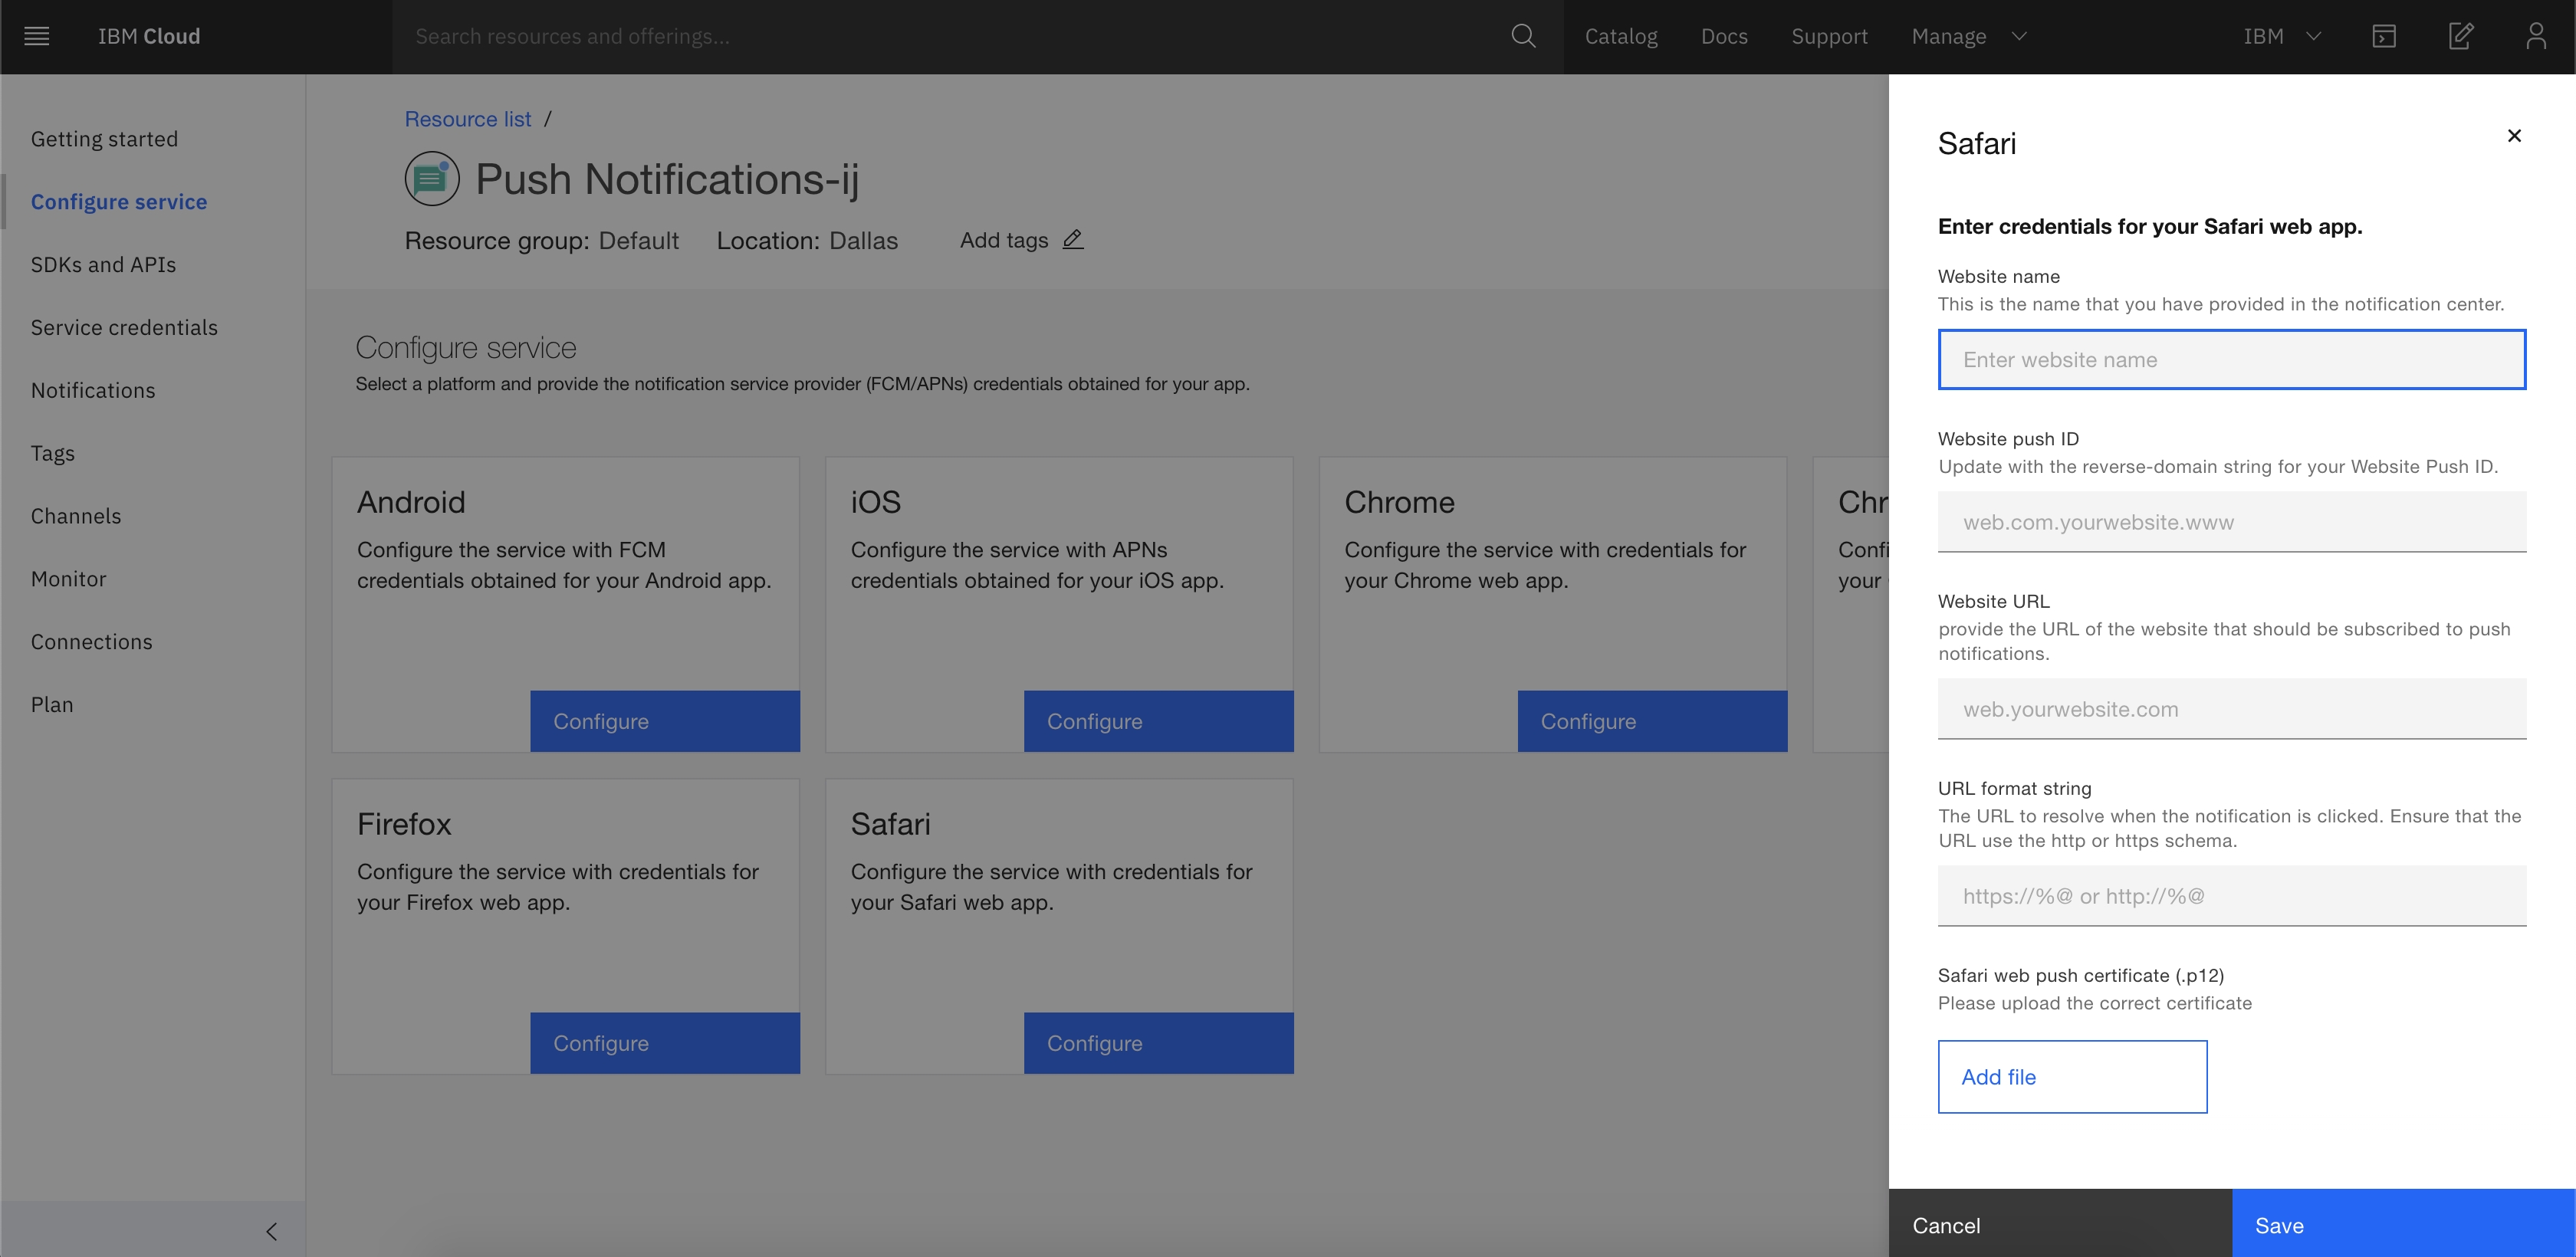 IBM Cloud
Search resources and offerings...
Catalog
Docs
Support
Manage
IBM
Getting started
Configure service
SDKs and APIs
Service credentials
Notifications
Tags
Channels
Monitor
Connections
Plan
Resource list /
Push Notifications-ij
Resource group: Default
Location: Dallas
Add tags
Configure service
Select a platform and provide the notification service provider (FCM/APNs) credentials obtained for your app.
Android
Configure the service with FCM
credentials obtained for your Android app.
Configure
iOS
Configure the service with APNs
credentials obtained for your iOS app.
Configure
Chrome
Configure the service with credentials for
your Chrome web app.
Configure
Chr
Confi
your
Firefox
Configure the service with credentials for
your Firefox web app.
Configure
Safari
Configure the service with credentials for
your Safari web app.
Configure
Safari
Enter credentials for your Safari web app.
Website name
This is the name that you have provided in the notification center.
Enter website name
Website push ID
Update with the reverse-domain string for your Website Push ID.
web.com.yourwebsite.www
Website URL
provide the URL of the website that should be subscribed to push
notifications.
web.yourwebsite.com
URL format string
The URL to resolve when the notification is clicked. Ensure that the
URL use the http or https schema.
https://%@ or http://%@
Safari web push certificate (.p12)
Please upload the correct certificate
Add file
Cancel
Save